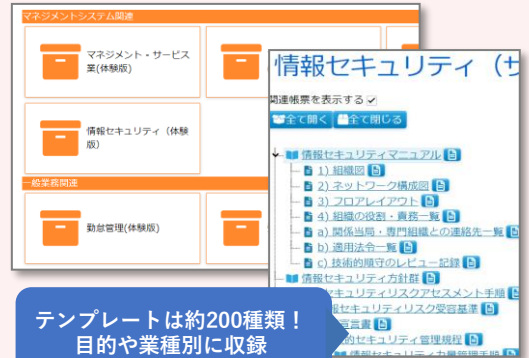 マネジメントシステム関連
マネジメント・サービス
業(体験版)
情報セキュリティ（体験
版）
一般業務関連
勤怠管理(体験版)
情報セキュリティ（サ
関連帳票を表示する
全て開く 全て閉じる
情報セキュリティマニュアル
1) 組織図
2) ネットワーク構成図
3) フロアレイアウト
4) 組織の役割・責務一覧
a) 関係当局・専門組織との連絡先一覧
b) 適用法令一覧
c) 技術的順守のレビュー記録
情報セキュリティ方針群
セキュリティリスクアセスメント手順
セキュリティリスク受容基準
言書
セキュリティ管理規程
情報セキュリティ力量管理手順
テンプレートは約200種類！
目的や業種別に収録